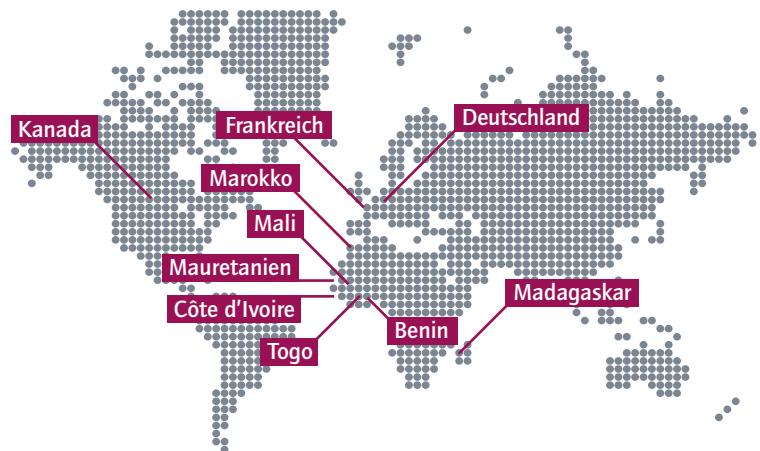 Kanada
Frankreich
Deutschland
Marokko
Mali
Mauretanien
Madagaskar
Côte d'Ivoire
Benin
Togo